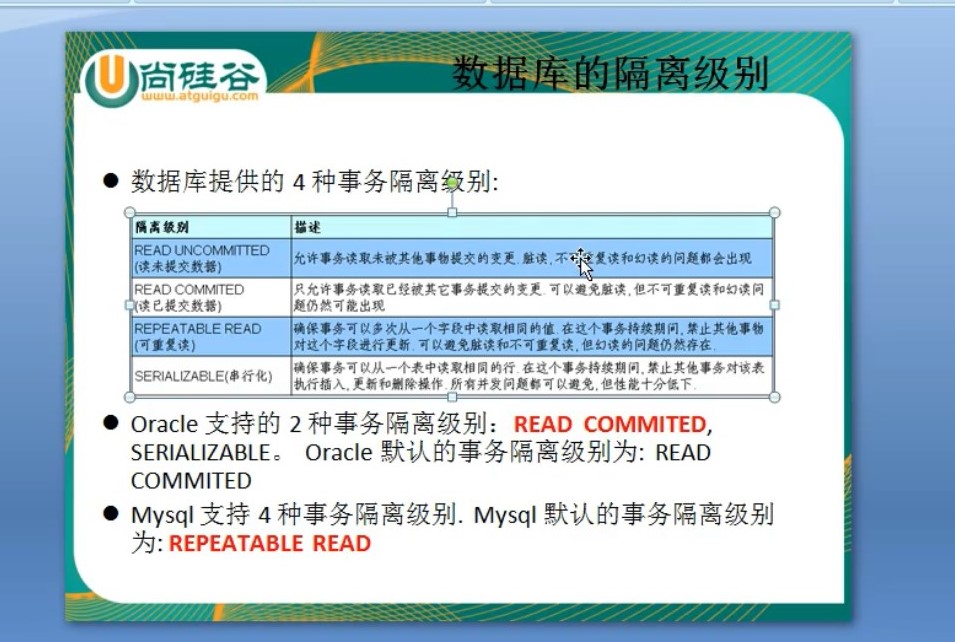 尚硅谷
www.atguigu.com
数据库的隔离级别
● 数据库提供的 4 种事务隔离级别:
隔离级别 描述
READ UNCOMMITTED
(读未提交数据)
允许事务读取未被其他事物提交的变更.脏读,不 复读和幻读的问题都会出现
READ COMMITED
(读已提交数据)
只允许事务读取已经被其它事务提交的变更.可以避免脏读,但不可重复读和幻读问
题仍然可能出现
REPEATABLE READ
(可重复读)
确保事务可以多次从一个字段中读取相同的值.在这个事务持续期间,禁止其他事物
对这个字段进行更新.可以避免脏读和不可重复读,但幻读的问题仍然存在.
SERIALIZABLE(串行化)
确保事务可以从一个表中读取相同的行.在这个事务持续期间,禁止其他事务对该表
执行插入,更新和删除操作.所有并发问题都可以避免,但性能十分低下.
● Oracle 支持的 2 种事务隔离级别：READ COMMITED,
SERIALIZABLE。 Oracle 默认的事务隔离级别为: READ
COMMITED
● Mysql 支持 4 种事务隔离级别. Mysql 默认的事务隔离级别
为: REPEATABLE READ